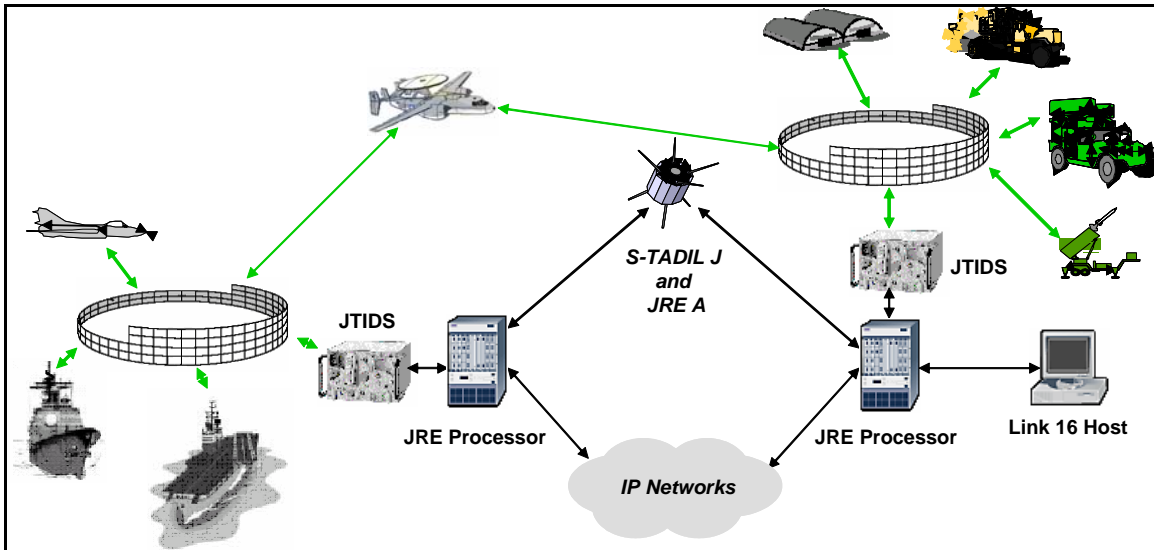 S-TADIL J
and
JRE A
JTIDS
JTIDS
JRE Processor
JRE Processor
Link 16 Host
IP Networks